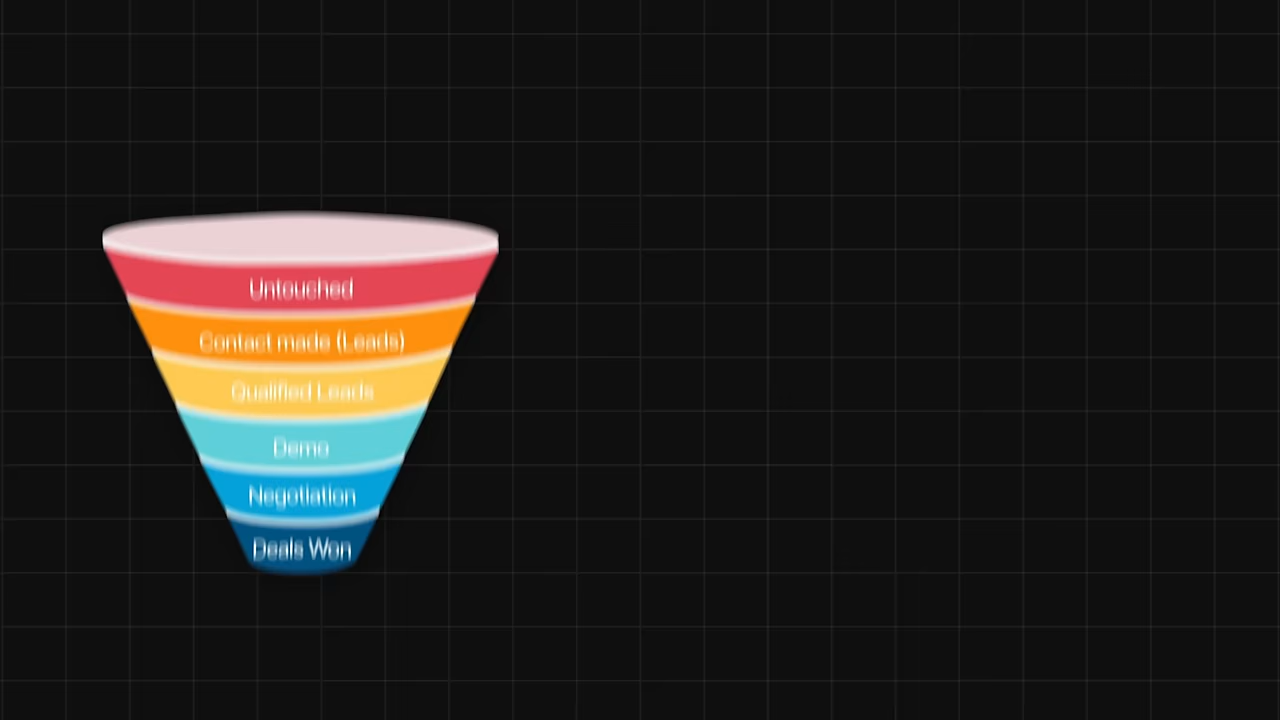 Untouched
Contact made (Leads)
Qualified Leads
Demo
Negotiation
Deals Won